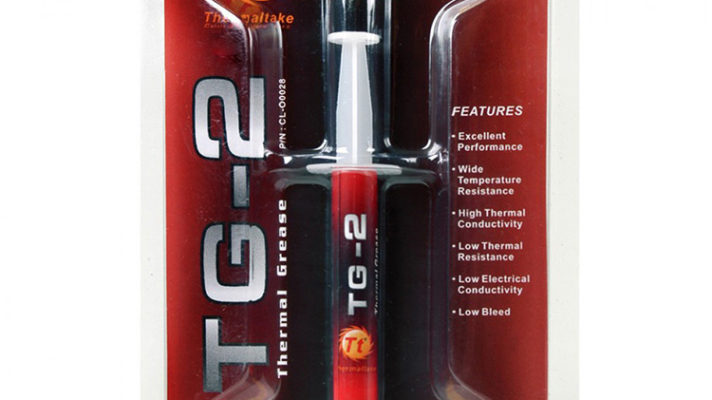 Thermaltake
TG-2
Thermal Grease
P/N : CL-O0028
TG-2
Thermal Grease
Tt
Thermaltake
FEATURES
• Excellent
Performance
• Wide
Temperature
Resistance
• High Thermal
Conductivity
• Low Thermal
Resistance
• Low Electrical
Conductivity
• Low Bleed